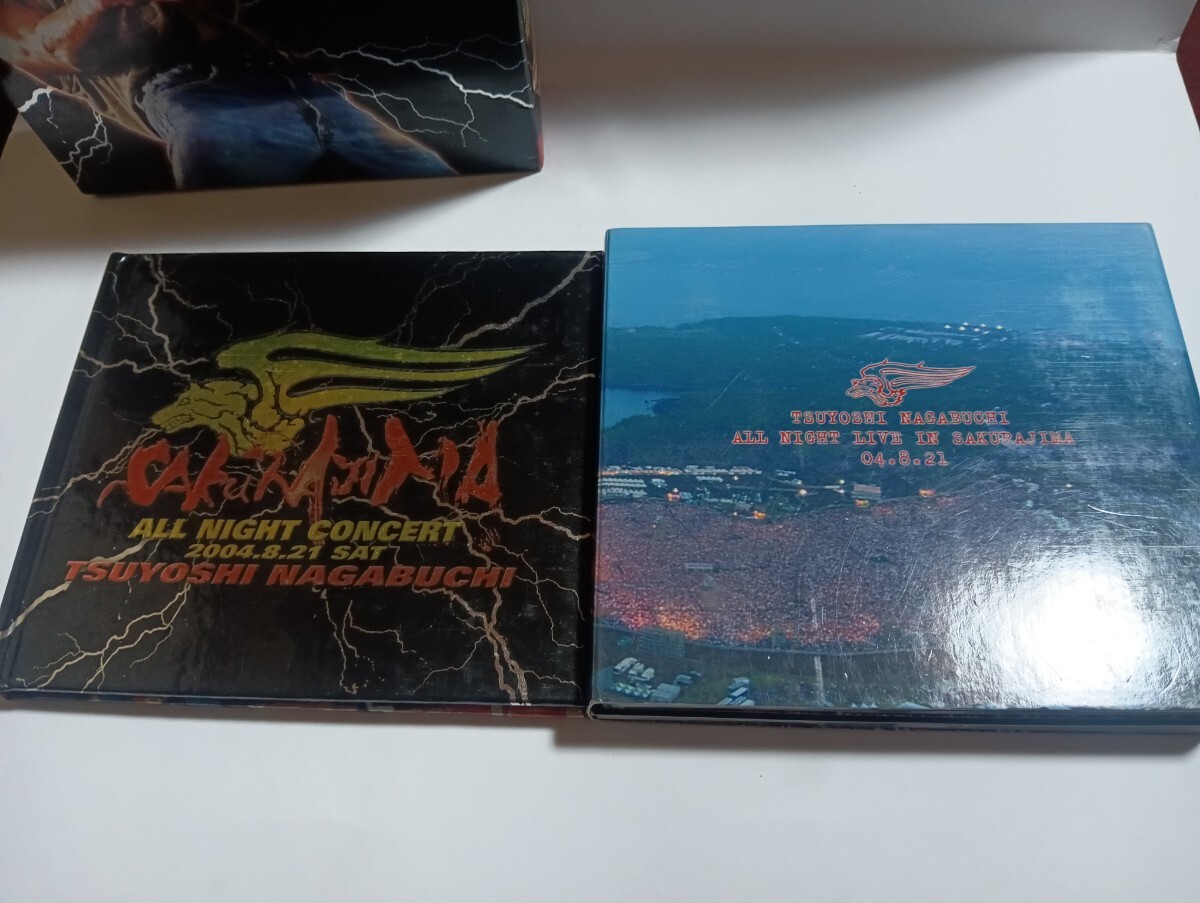 SAKURAJIMA
ALL NIGHT CONCERT
2004.8.21 SAT
TSUYOSHI NAGABUCHI
TSUYOSHI NAGABUCHI
ALL NIGHT LIVE IN SAKURAJIMA
04.8.21